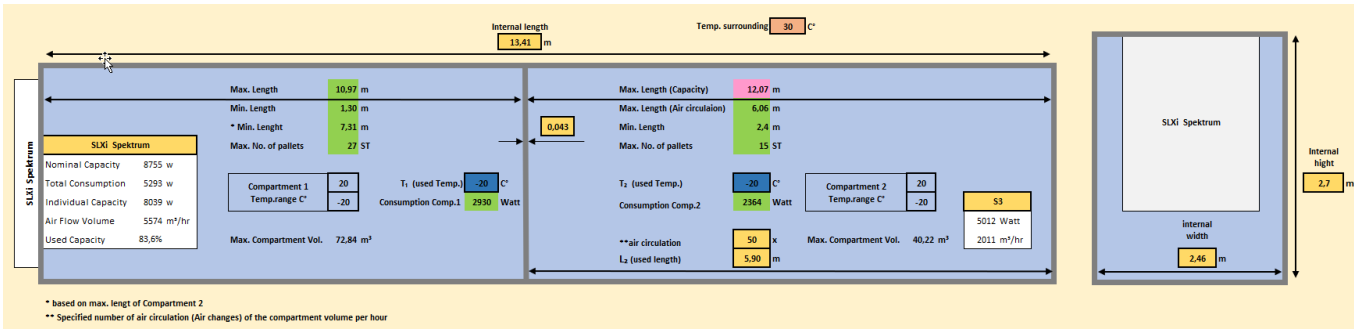 Internal length
13,41 m
Temp. surrounding 30 C°
SLXi Spektrum
Max. Length 10,97 m
Min. Length 1,30 m
* Min. Lenght 7,31 m
Max. No. of pallets 27 ST
SLXi Spektrum
Nominal Capacity 8755 w
Total Consumption 5293 w
Individual Capacity 8039 w
Air Flow Volume 5574 m³/hr
Used Capacity 83,6%
Compartment 1
Temp.range C°
20
-20
T₁ (used Temp.) -20 C°
Consumption Comp.1 2930 Watt
Max. Compartment Vol. 72,84 m³
0,043
Max. Length (Capacity) 12,07 m
Max. Length (Air circulaion) 6,06 m
Min. Length 2,4 m
Max. No. of pallets 15 ST
T₂ (used Temp.) -20 C°
Consumption Comp.2 2364 Watt
Compartment 2
Temp.range C°
20
-20
**air circulation 50 x
L₂ (used length) 5,90 m
Max. Compartment Vol. 40,22 m³
S3
5012 Watt
2011 m³/hr
SLXi Spektrum
internal
width
2,46 m
Internal
hight
2,7 m
* based on max. lengt of Compartment 2
** Specified number of air circulation (Air changes) of the compartment volume per hour